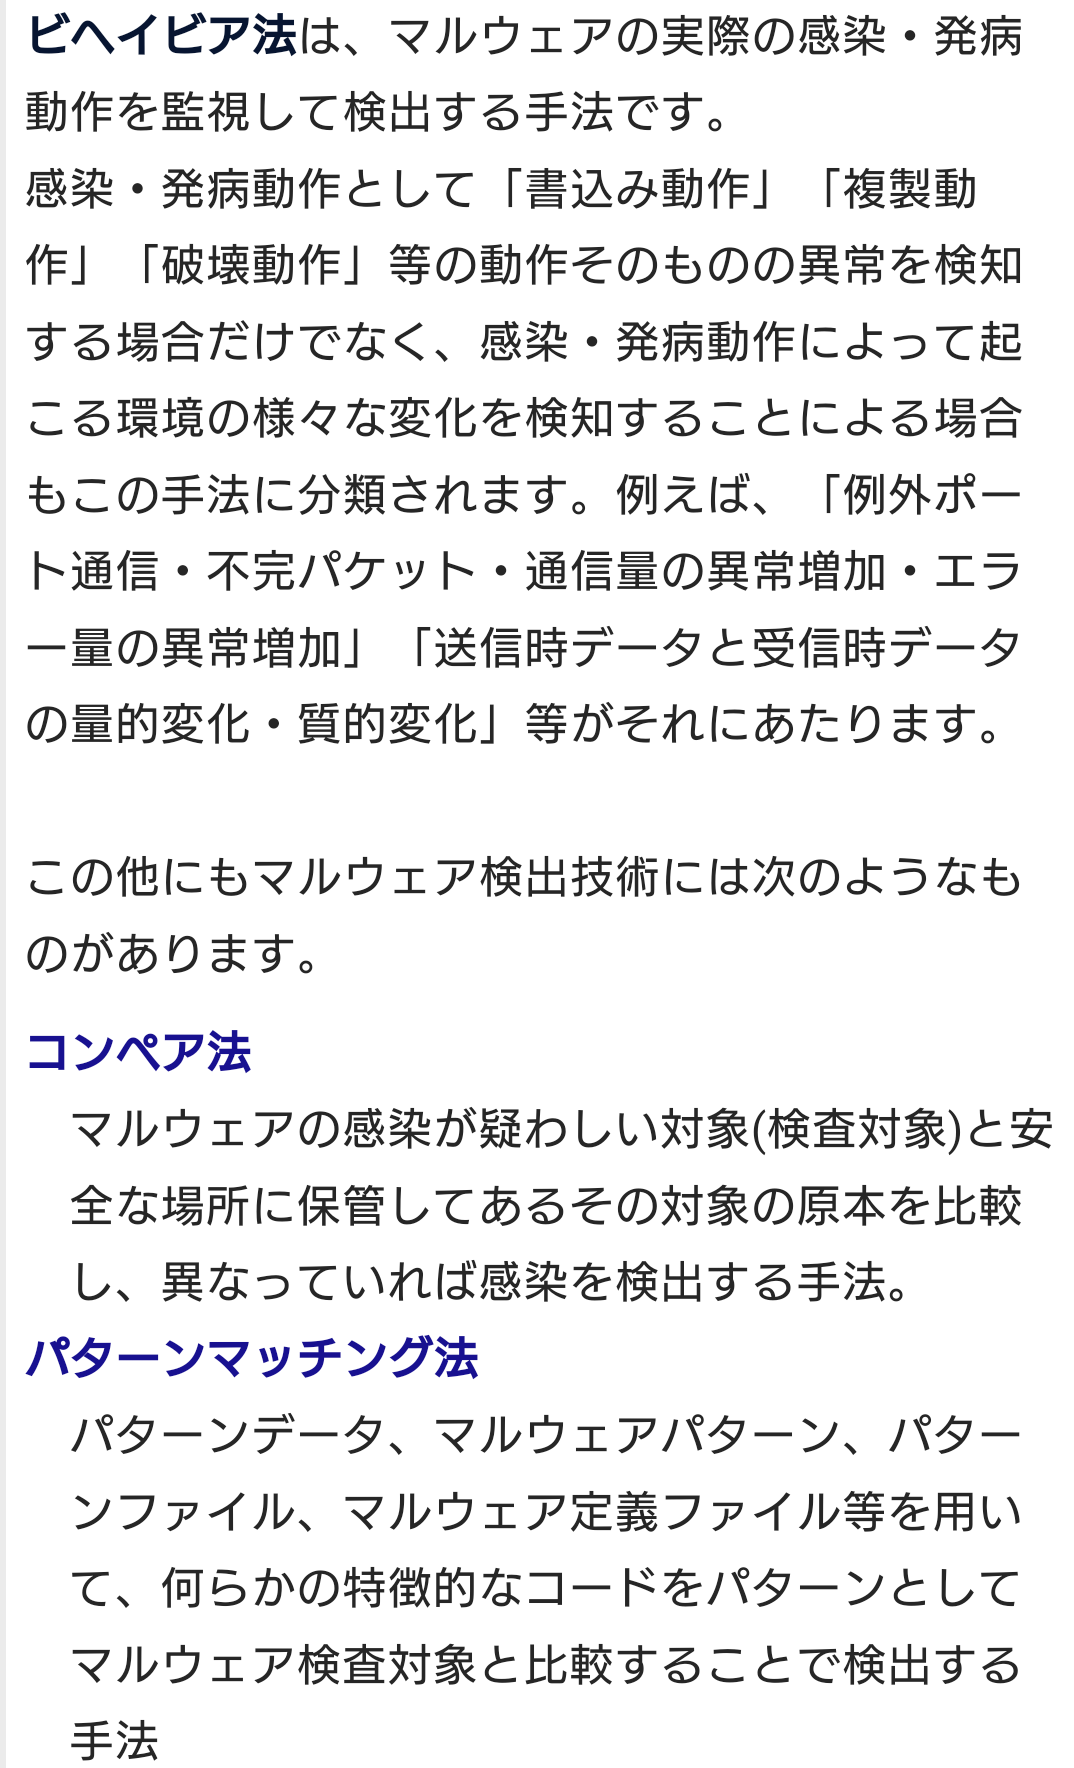 ビヘイビア法は、マルウェアの実際の感染・発病
動作を監視して検出する手法です。
感染・発病動作として「書込み動作」「複製動
作」「破壊動作」等の動作そのものの異常を検知
する場合だけでなく、感染・発病動作によって起
こる環境の様々な変化を検知することによる場合
もこの手法に分類されます。例えば、「例外ポー
ト通信・不完パケット・通信量の異常増加・エラ
ー量の異常増加」「送信時データと受信時データ
の量的変化・質的変化」等がそれにあたります。
この他にもマルウェア検出技術には次のようなも
のがあります。
コンペア法
マルウェアの感染が疑わしい対象(検査対象)と安
全な場所に保管してあるその対象の原本を比較
し、異なっていれば感染を検出する手法。
パターンマッチング法
パターンデータ、マルウェアパターン、パター
ンファイル、マルウェア定義ファイル等を用い
て、何らかの特徴的なコードをパターンとして
マルウェア検査対象と比較することで検出する
手法